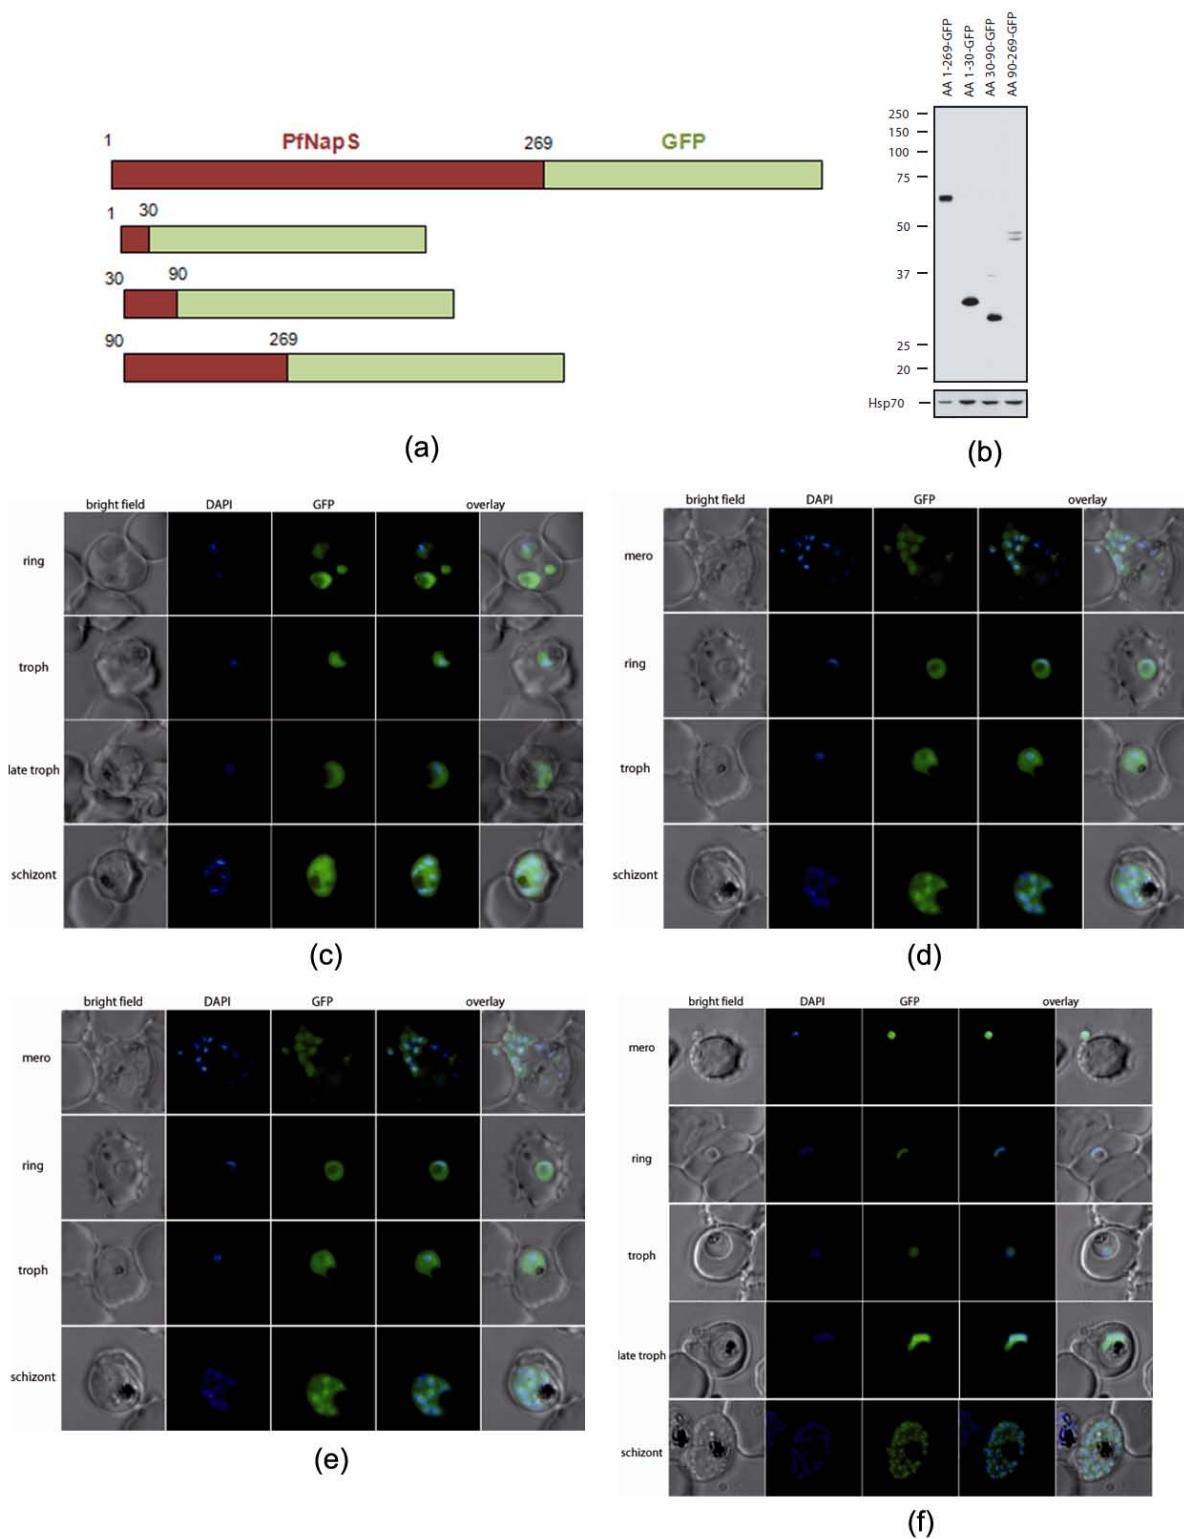 1 PfNapS 269 GFP
1 30
30 90
90 269
(a)
AA 1-269-GFP
AA 1-30-GFP
AA 30-90-GFP
AA 90-269-GFP
250
150
100
75
50
37
25
20
Hsp70
(b)
bright field DAPI GFP overlay
ring
troph
late troph
schizont
(c)
bright field DAPI GFP overlay
mero
ring
troph
schizont
(d)
bright field DAPI GFP overlay
mero
ring
troph
schizont
(e)
bright field DAPI GFP overlay
mero
ring
troph
late troph
schizont
(f)